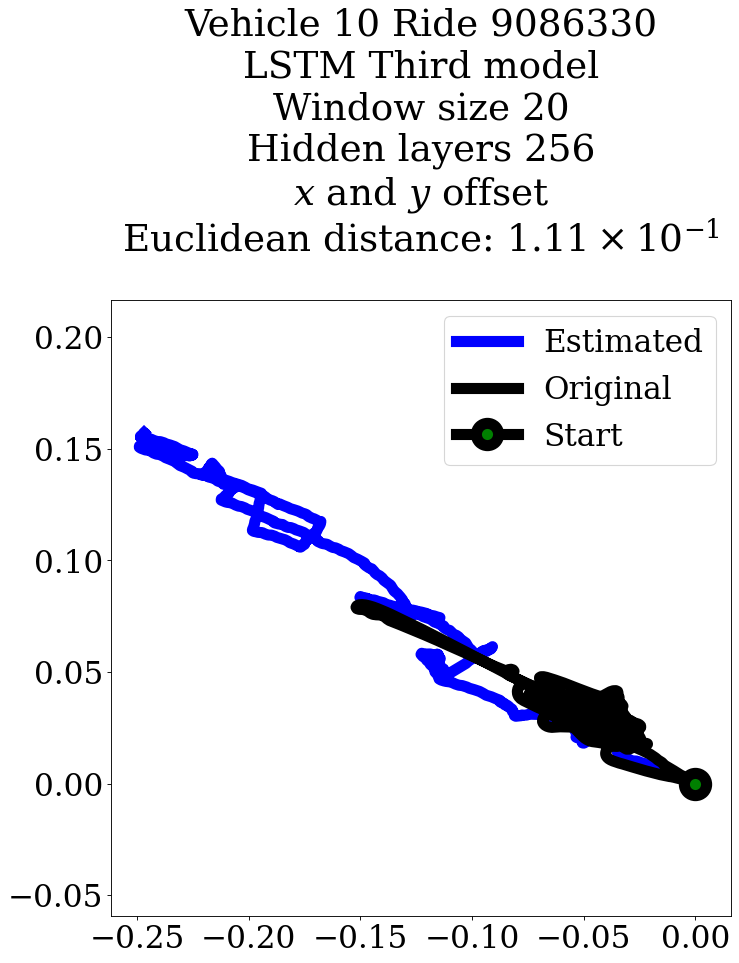 Vehicle 10 Ride 9086330
LSTM Third model
Window size 20
Hidden layers 256
x and y offset
Euclidean distance: 1.11 × 10⁻¹
Estimated
Original
Start
0.20
0.15
0.10
0.05
0.00
−0.05
−0.25 −0.20 −0.15 −0.10 −0.05 0.00